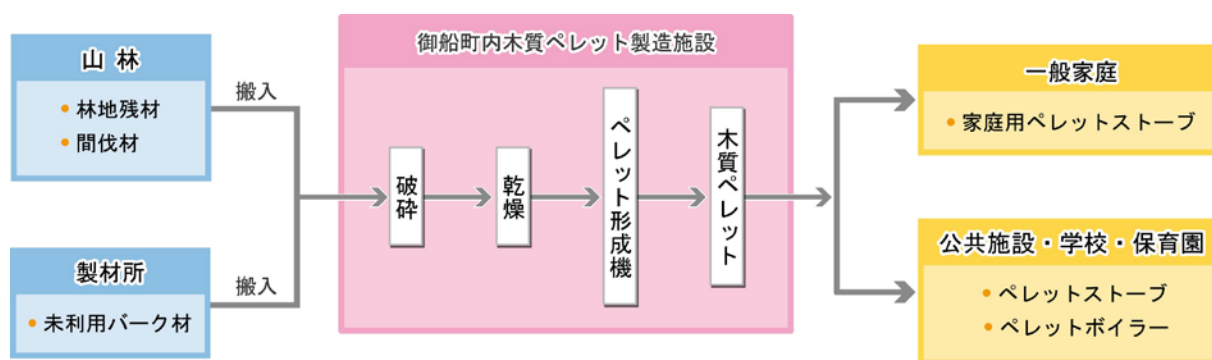 山林
• 林地残材
• 間伐材
搬入
製材所
• 未利用バーク材
搬入
御船町内木質ペレット製造施設
破砕
乾燥
ペレット形成機
木質ペレット
一般家庭
• 家庭用ペレットストーブ
公共施設・学校・保育園
• ペレットストーブ
• ペレットボイラー